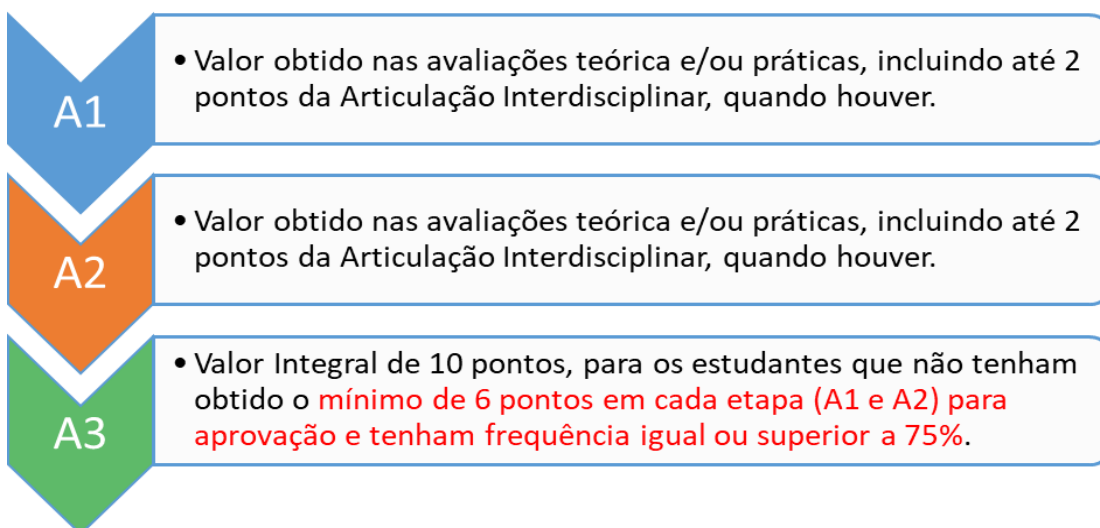 A1
• Valor obtido nas avaliações teórica e/ou práticas, incluindo até 2
pontos da Articulação Interdisciplinar, quando houver.
A2
• Valor obtido nas avaliações teórica e/ou práticas, incluindo até 2
pontos da Articulação Interdisciplinar, quando houver.
A3
• Valor Integral de 10 pontos, para os estudantes que não tenham
obtido o mínimo de 6 pontos em cada etapa (A1 e A2) para
aprovação e tenham frequência igual ou superior a 75%.